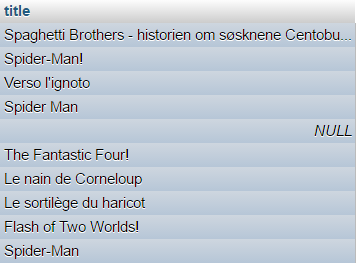 title
Spaghetti Brothers - historien om søsknene Centobu...
Spider-Man!
Verso l'ignoto
Spider Man
NULL
The Fantastic Four!
Le nain de Corneloup
Le sortilège du haricot
Flash of Two Worlds!
Spider-Man